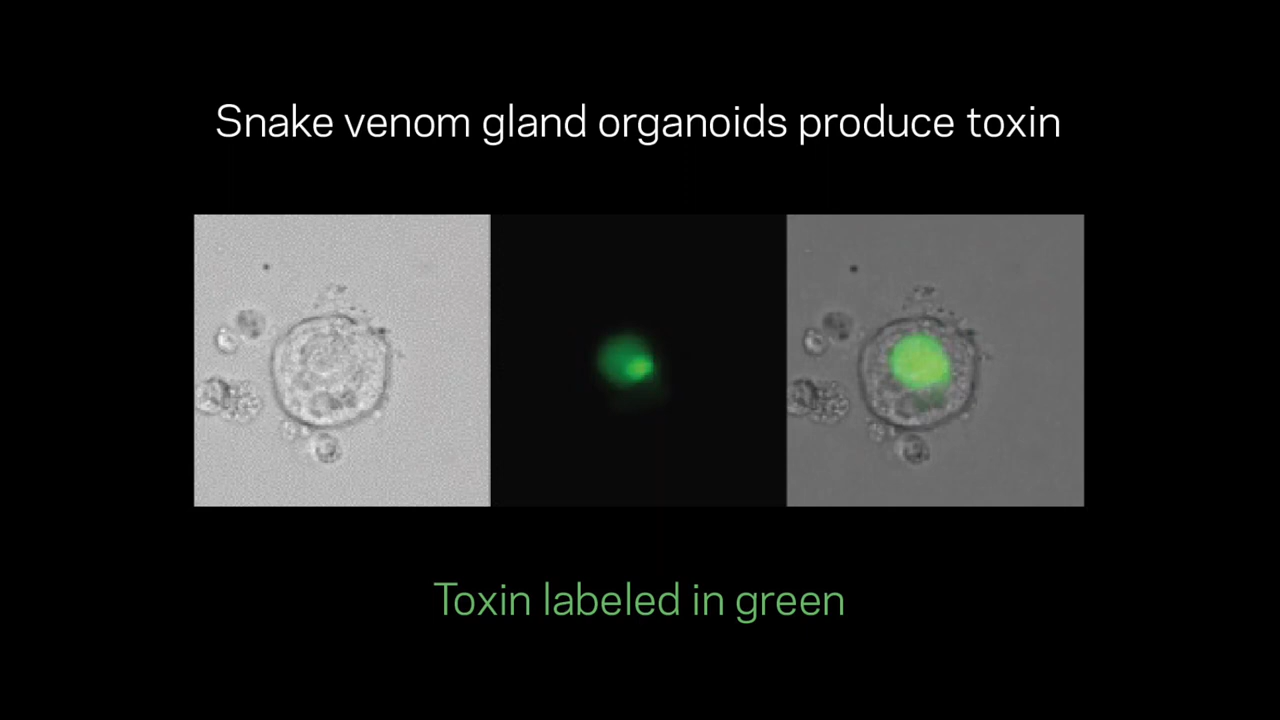 Snake venom gland organoids produce toxin
Toxin labeled in green